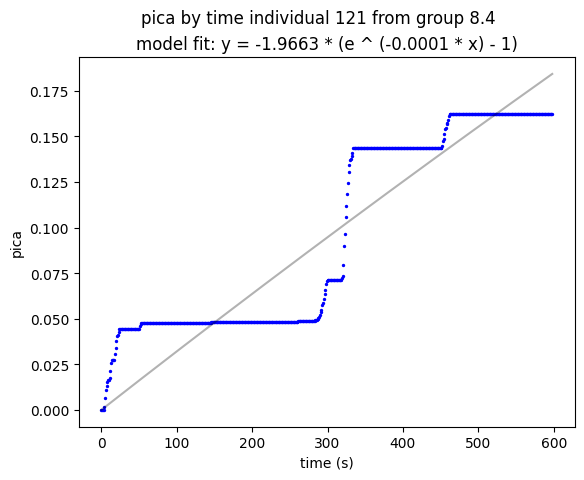 pica by time individual 121 from group 8.4
model fit: y = -1.9663 * (e ^ (-0.0001 * x) - 1)
0.175
0.150
0.125
0.100
0.075
0.050
0.025
0.000
pica
0 100 200 300 400 500 600
time (s)